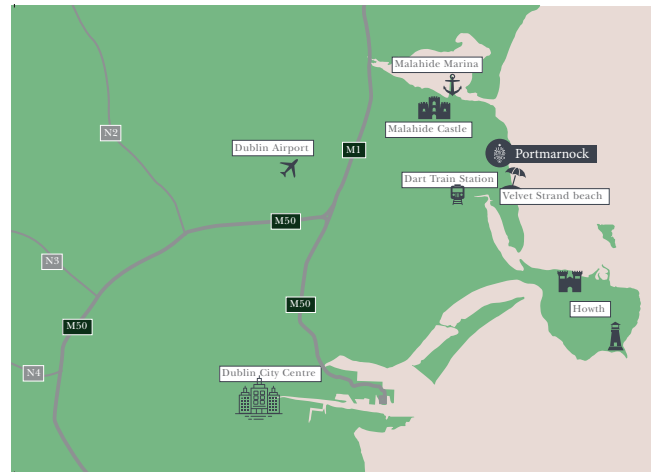 Malahide Marina
Malahide Castle
N2
Dublin Airport
M1
Portmarnock
Dart Train Station
Velvet Strand beach
M50
N3
M50
M50
Howth
N4
Dublin City Centre